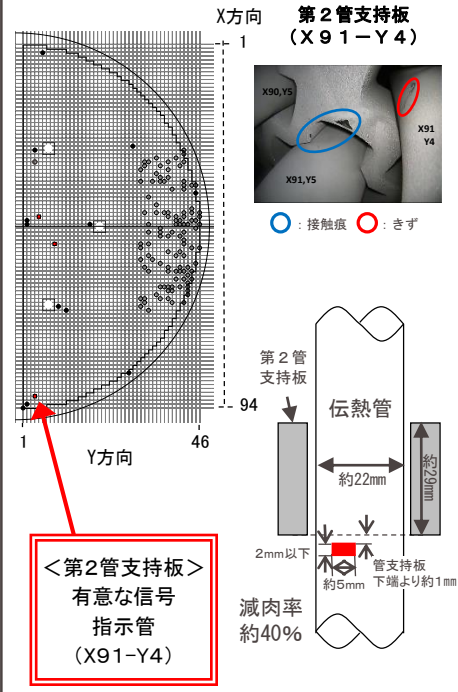 X方向
第2管支持板
(X91-Y4)
1
X90,Y5
X91
Y4
X91,Y5
:接触痕
:きず
94
1
46
Y方向
第2管
支持板
伝熱管
約22mm
約29mm
2mm以下
約5mm
管支持板
下端より約1mm
減肉率
約40%
<第2管支持板>
有意な信号
指示管
(X91-Y4)